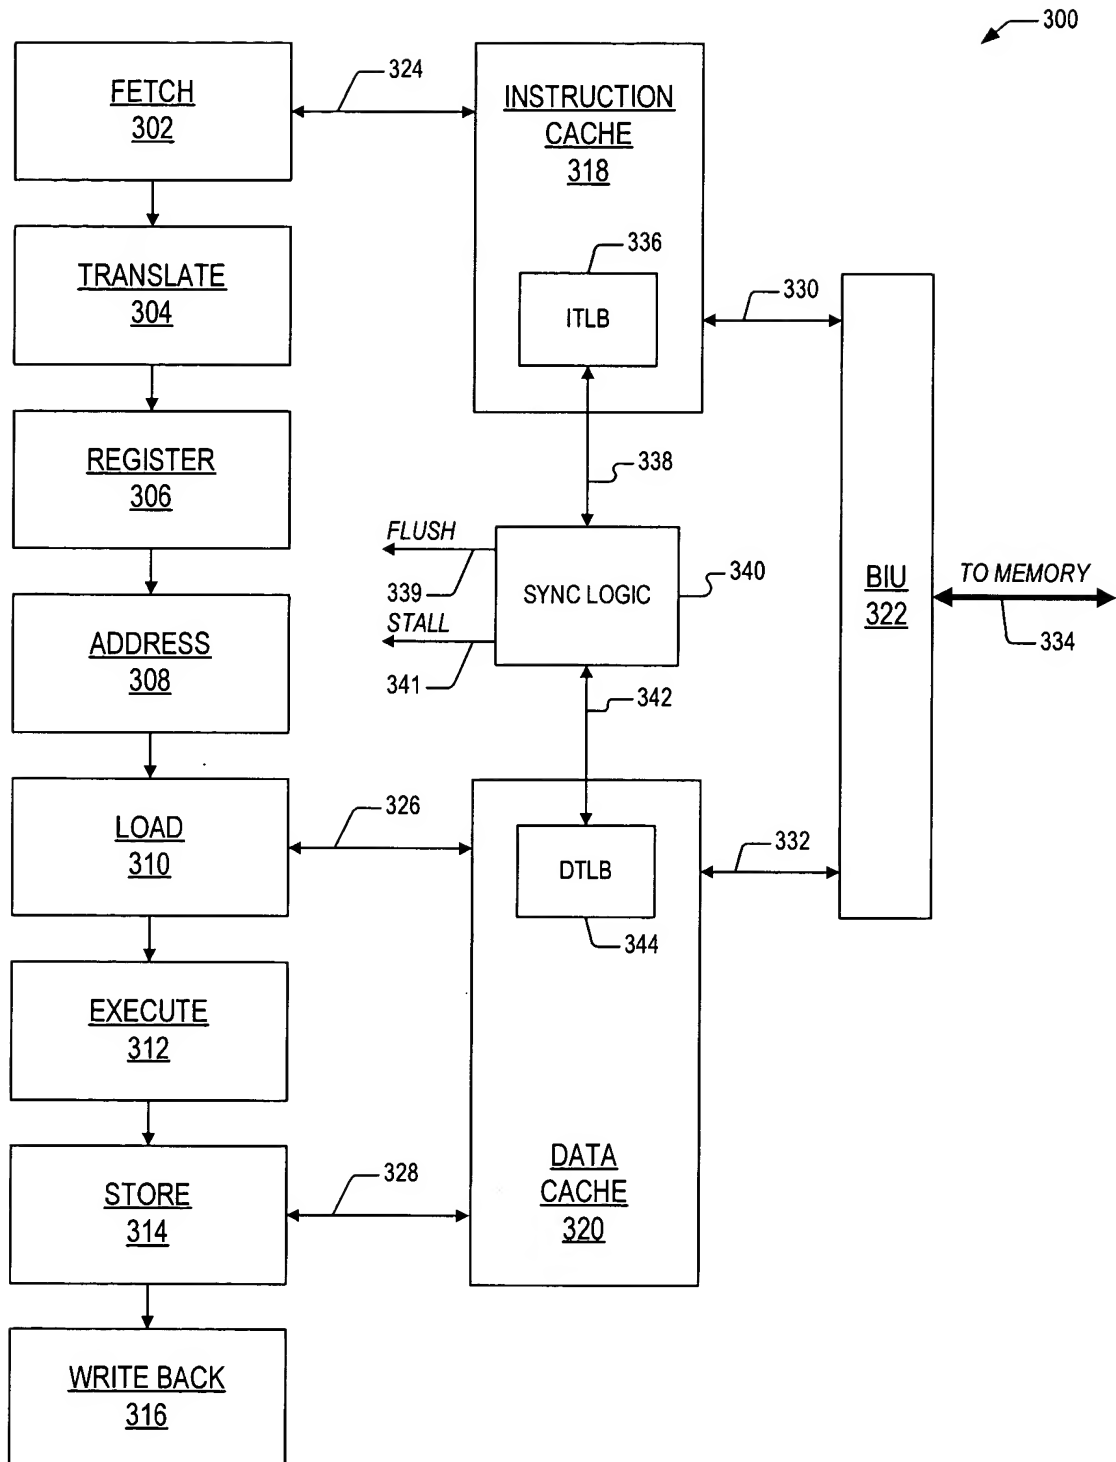 300
FETCH
302
324
INSTRUCTION
CACHE
318
TRANSLATE
304
336
ITLB
330
REGISTER
306
338
FLUSH
339
SYNC LOGIC
340
STALL
341
BIU
322
TO MEMORY
334
ADDRESS
308
342
LOAD
310
326
DTLB
344
332
EXECUTE
312
STORE
314
328
DATA
CACHE
320
WRITE BACK
316